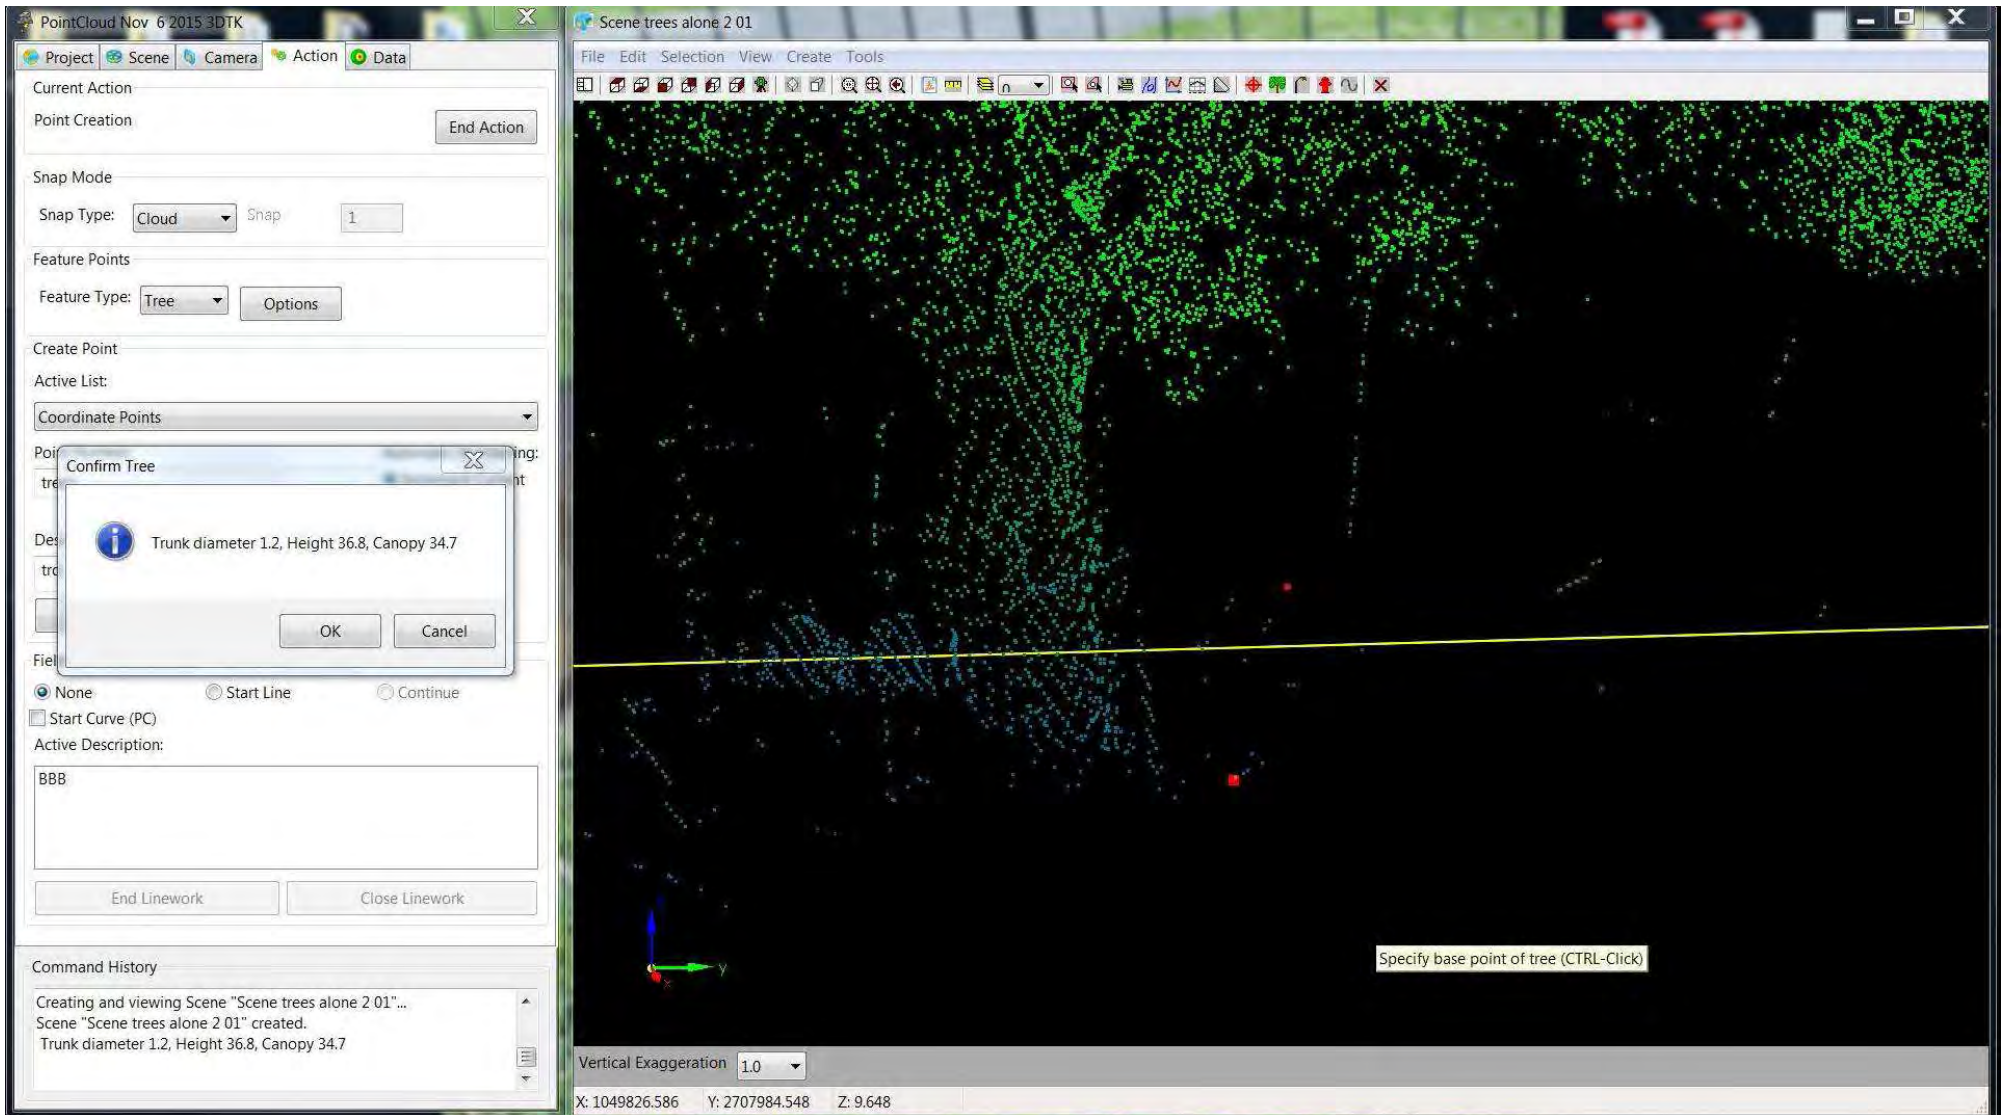 PointCloud Nov 6 2015 3DTK
Project Scene Camera Action Data
Current Action
Point Creation
End Action
Snap Mode
Snap Type: Cloud Snap 1
Feature Points
Feature Type: Tree Options
Create Point
Active List:
Coordinate Points
Confirm Tree
Trunk diameter 1.2, Height 36.8, Canopy 34.7
OK Cancel
None Start Line Continue
Start Curve (PC)
Active Description:
BBB
End Linework Close Linework
Command History
Creating and viewing Scene "Scene trees alone 2 01"...
Scene "Scene trees alone 2 01" created.
Trunk diameter 1.2, Height 36.8, Canopy 34.7
Scene trees alone 2 01
File Edit Selection View Create Tools
Specify base point of tree (CTRL-Click)
y
x
Vertical Exaggeration 1.0
X: 1049826.586 Y: 2707984.548 Z: 9.648